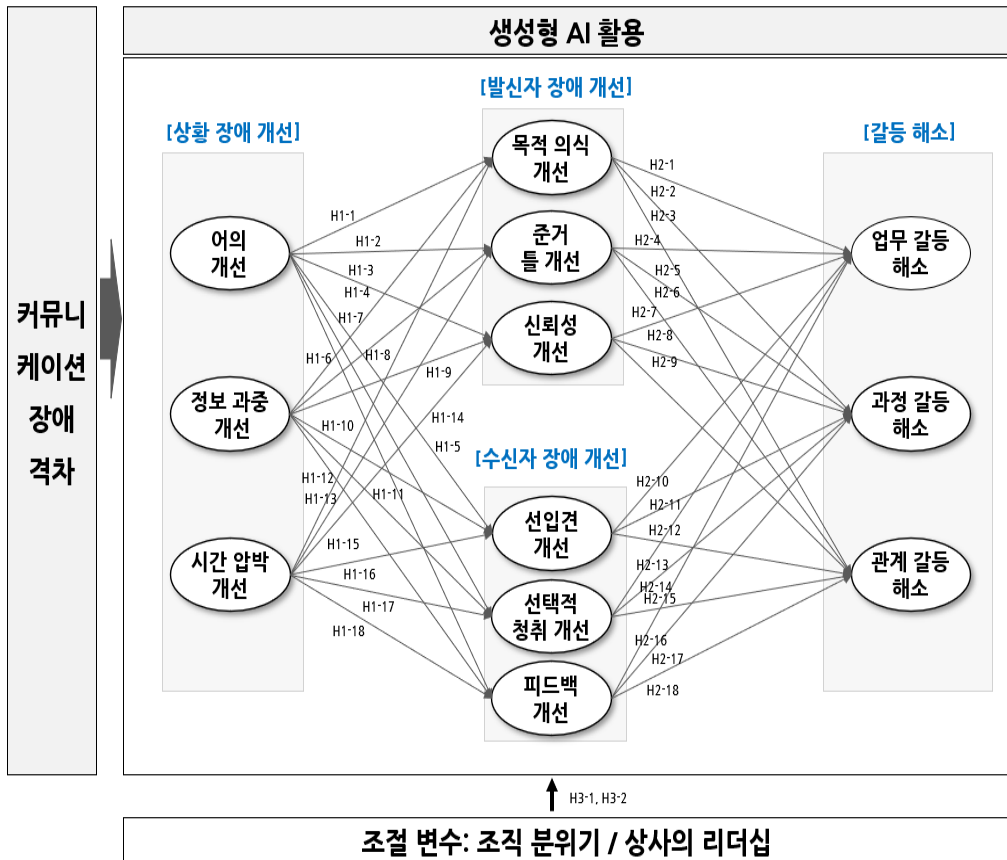 생성형 AI 활용
커뮤니
케이션
장애
격차
[상황 장애 개선]
어의
개선
정보 과중
개선
시간 압박
개선
H1-1
H1-2
H1-3
H1-4
H1-7
H1-6
H1-8
H1-9
H1-14
H1-10
H1-5
H1-12
H1-11
H1-13
H1-15
H1-16
H1-17
H1-18
[발신자 장애 개선]
목적 의식
개선
준거
틀 개선
신뢰성
개선
[수신자 장애 개선]
선입견
개선
선택적
청취 개선
피드백
개선
H2-1
H2-2
H2-3
H2-4
H2-5
H2-6
H2-7
H2-8
H2-9
H2-10
H2-11
H2-12
H2-13
H2-14
H2-15
H2-16
H2-17
H2-18
[갈등 해소]
업무 갈등
해소
과정 갈등
해소
관계 갈등
해소
H3-1, H3-2
조절 변수: 조직 분위기 / 상사의 리더십